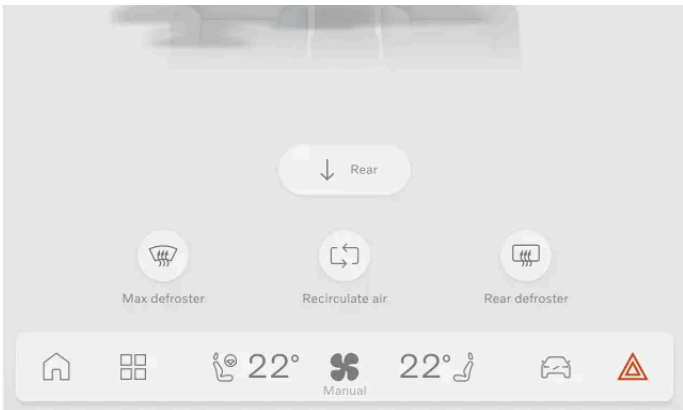 Rear
Max defroster
Recirculate air
Rear defroster
22°
22°
Manual